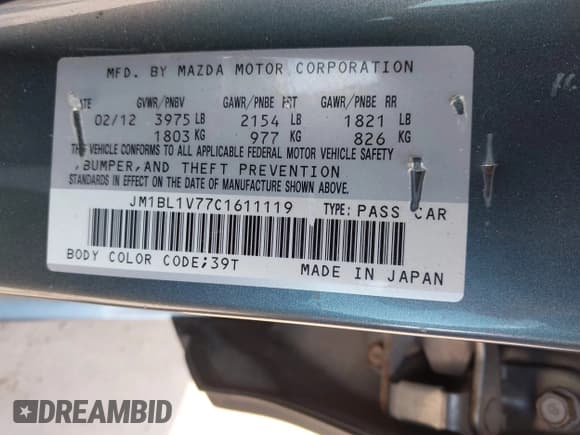 MFD. BY MAZDA MOTOR CORPORATION
DATE GVWR/PNBV GAWR/PNBE FRT GAWR/PNBE RR
02/12 3975 LB 2154 LB 1821 LB
1803 KG 977 KG 826 KG
THIS VEHICLE CONFORMS TO ALL APPLICABLE FEDERAL MOTOR VEHICLE SAFETY
,BUMPER,AND THEFT PREVENTION
STANDARDS IN EFFECT ON THE DATE OF MANUFACTURE SHOWN ABOVE.
JM1BL1V77C1611119 TYPE: PASS CAR
BODY COLOR CODE;39T MADE IN JAPAN
DREAMBID